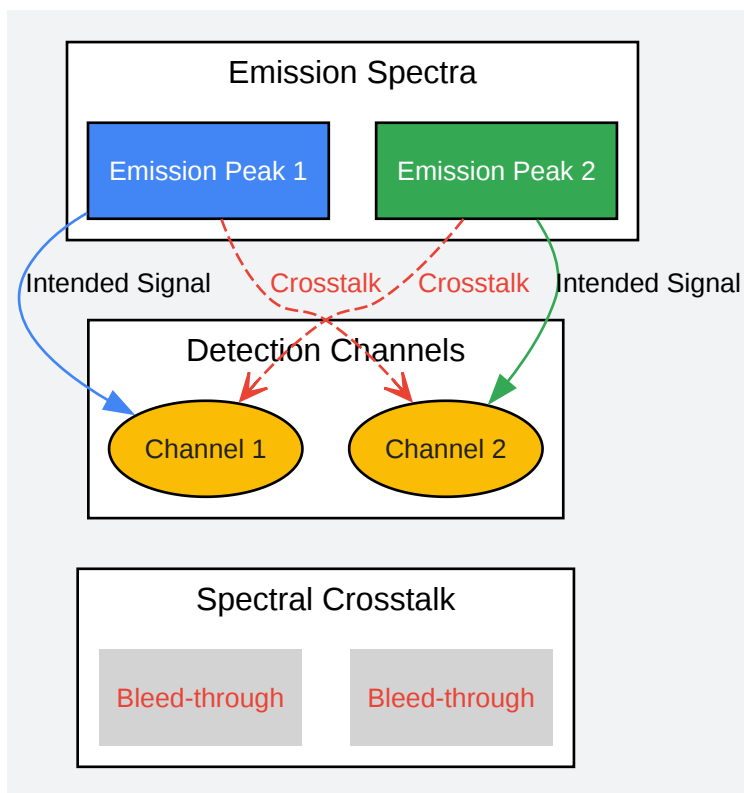 Emission Spectra
Emission Peak 1
Emission Peak 2
Intended Signal
Crosstalk
Crosstalk
Intended Signal
Detection Channels
Channel 1
Channel 2
Spectral Crosstalk
Bleed-through
Bleed-through